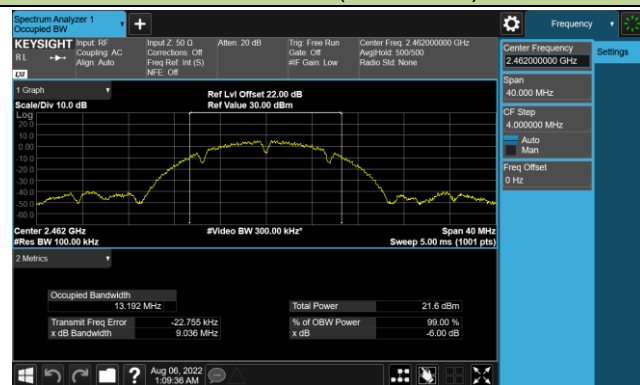 Spectrum Analyzer 1
Occupied BW
Frequency
KEYSIGHT
RL
LXI
Input: RF
Coupling: AC
Align: Auto
Input Z: 50 Ω
Corrections: Off
Freq Ref: Int (S)
NFE: Off
Atten: 20 dB
Trig: Free Run
Gate: Off
#IF Gain: Low
Center Freq: 2.462000000 GHz
Avg|Hold: 500/500
Radio Std: None
Center Frequency
2.462000000 GHz
Settings
Span
40.000 MHz
CF Step
4.000000 MHz
Auto
Man
Freq Offset
0 Hz
1 Graph
Scale/Div 10.0 dB
Ref Lvl Offset 22.00 dB
Ref Value 30.00 dBm
Log
20.0
10.0
0.00
-10.0
-20.0
-30.0
-40.0
-50.0
-60.0
Center 2.462 GHz
#Res BW 100.00 kHz
#Video BW 300.00 kHz*
Span 40 MHz
Sweep 5.00 ms (1001 pts)
2 Metrics
Occupied Bandwidth
13.192 MHz
Total Power 21.6 dBm
Transmit Freq Error -22.755 kHz
% of OBW Power 99.00 %
x dB Bandwidth 9.036 MHz
x dB -6.00 dB
Aug 06, 2022
1:09:36 AM